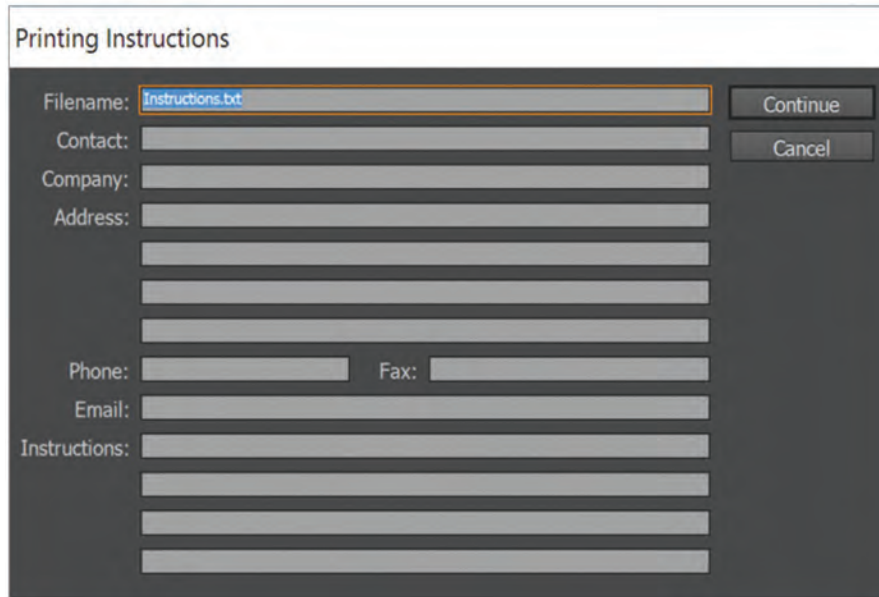 Printing Instructions
Filename: Instructions.txt Continue
Contact: Cancel
Company:
Address:
Phone: Fax:
Email:
Instructions: